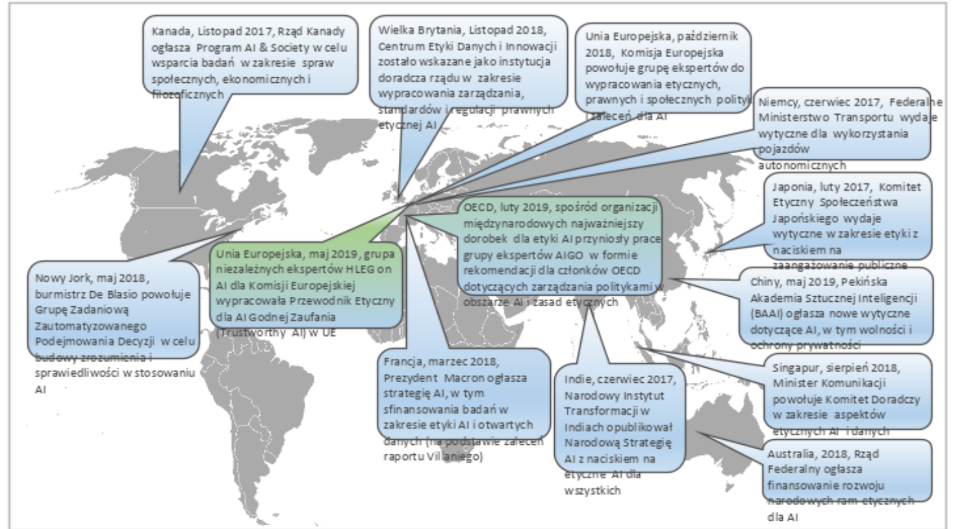 Kanada, Listopad 2017, Rząd Kanady
ogłasza Program AI & Society w celu
wsparcia badań w zakresie spraw
społecznych, ekonomicznych i
filozoficznych
Wielka Brytania, Listopad 2018,
Centrum Etyki Danych i Innowacji
zostało wskazane jako instytucja
doradcza rządu w zakresie
wypracowania zarządzania,
standardów i regulacji prawnych
etycznej AI
Unia Europejska, październik
2018, Komisja Europejska
powołuje grupę ekspertów do
wypracowania etycznych,
prawnych i społecznych polityk
i zaleceń dla AI
Niemcy, czerwiec 2017, Federalne
Ministerstwo Transportu wydaje
wytyczne dla wykorzystania
pojazdów
autonomicznych
Japonia, luty 2017, Komitet
Etyczny Społeczeństwa
Japońskiego wydaje
wytyczne w zakresie etyki z
naciskiem na
zaangażowanie publiczne
OECD, luty 2019, spośród organizacji
międzynarodowych najważniejszy
dorobek dla etyki AI przyniosły prace
grupy ekspertów AIGO w formie
rekomendacji dla członków OECD
dotyczących zarządzania politykami w
obszarze AI i zasad etycznych
Unia Europejska, maj 2019, grupa
niezależnych ekspertów HLEG on
AI dla Komisji Europejskiej
wypracowała Przewodnik Etyczny
dla AI Godnej Zaufania
(Trustworthy AI) w UE
Nowy Jork, maj 2018,
burmistrz De Blasio powołuje
Grupę Zadaniową
Zautomatyzowanego
Podejmowania Decyzji w celu
budowy zrozumienia i
sprawiedliwości w stosowaniu
AI
Chiny, maj 2019, Pekińska
Akademia Sztucznej Inteligencji
(BAAI) ogłasza nowe wytyczne
dotyczące AI, w tym wolności i
ochrony prywatności
Francja, marzec 2018,
Prezydent Macron ogłasza
strategię AI, w tym
sfinansowania badań w
zakresie etyki AI i otwartych
danych (na podstawie zaleceń
raportu Villaniego)
Indie, czerwiec 2017,
Narodowy Instytut
Transformacji w
Indiach opublikował
Narodową Strategię
AI z naciskiem na
etyczne AI dla
wszystkich
Singapur, sierpień 2018,
Minister Komunikacji
powołuje Komitet Doradczy
w zakresie aspektów
etycznych AI i danych
Australia, 2018, Rząd
Federalny ogłasza
finansowanie rozwoju
narodowych ram etycznych
dla AI